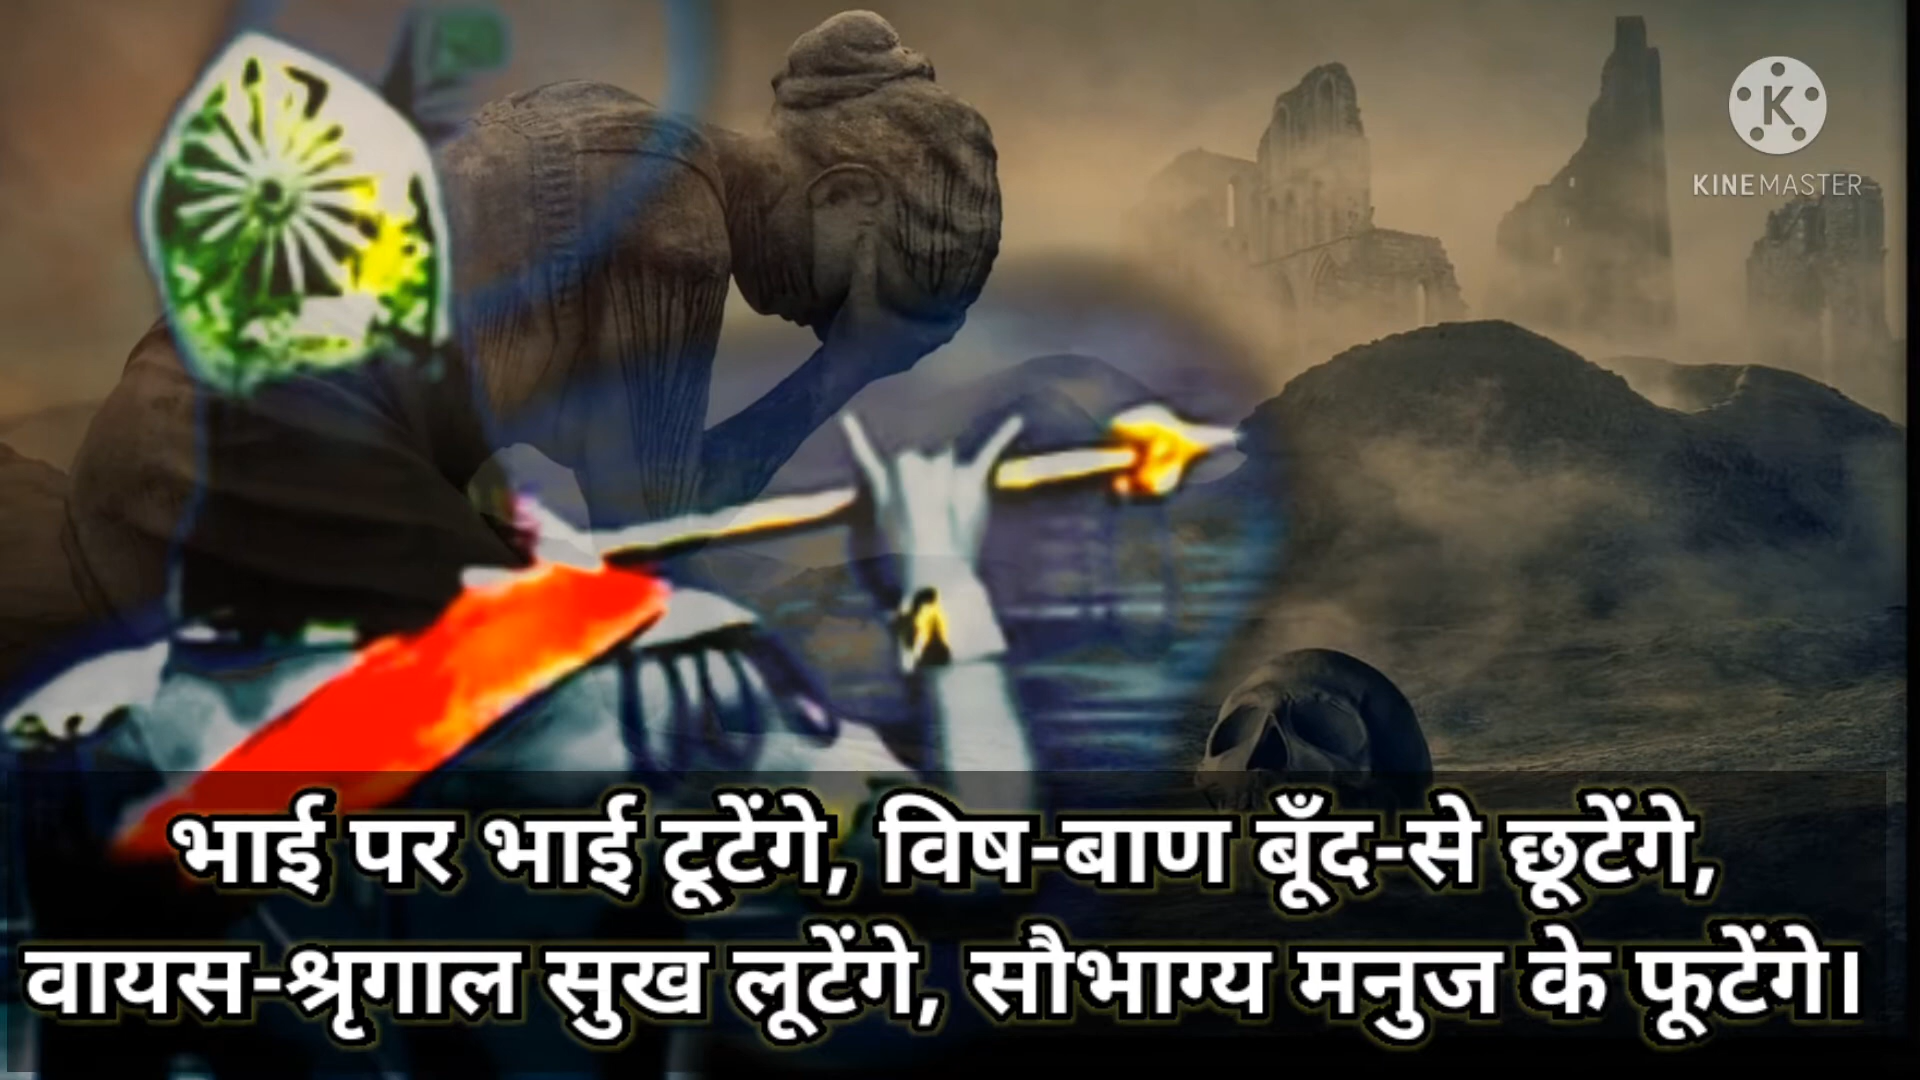 K
KINEMASTER
भाई पर भाई टूटेंगे, विष-बाण बूँद-से छूटेंगे,
वायस-श्रृगाल सुख लूटेंगे, सौभाग्य मनुज के फूटेंगे।